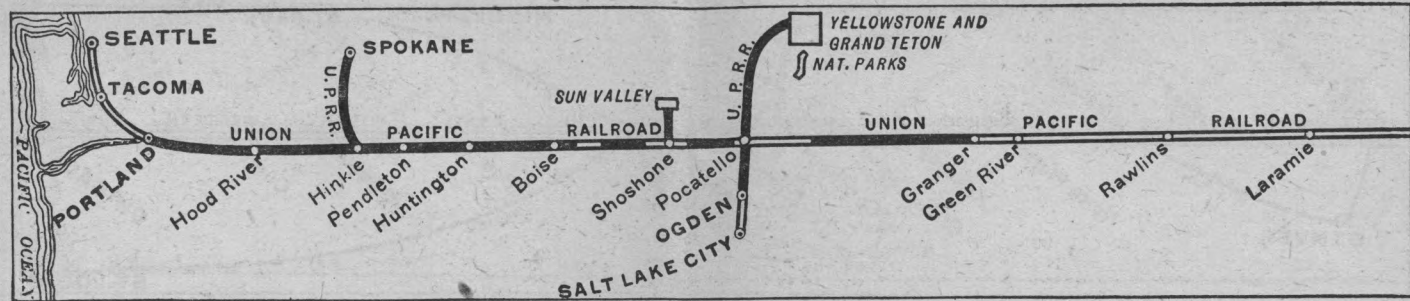 SEATTLE
TACOMA
PORTLAND
PACIFIC OCEAN
SPOKANE
U.P.R.R.
UNION PACIFIC RAILROAD
Hood River
Hinkle
Pendleton
Huntington
Boise
SUN VALLEY
Shoshone
Pocatello
U. P. R. R.
YELLOWSTONE AND
GRAND TETON
NAT. PARKS
OGDEN
SALT LAKE CITY
UNION PACIFIC RAILROAD
Granger
Green River
Rawlins
Laramie